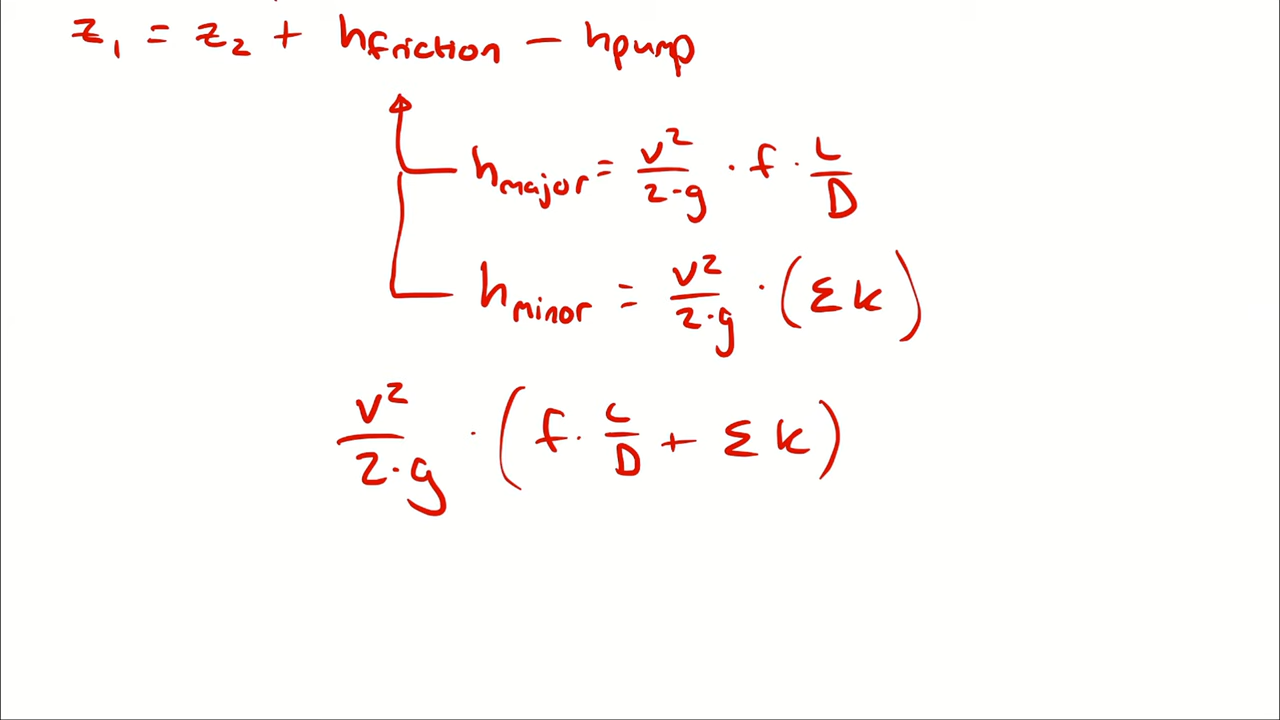 z₁ = z₂ + hfriction − hpump
hmajor = v²/2·g · f · L/D
hminor = v²/2·g · (Σk)
v²/2·g · (f · L/D + Σk)